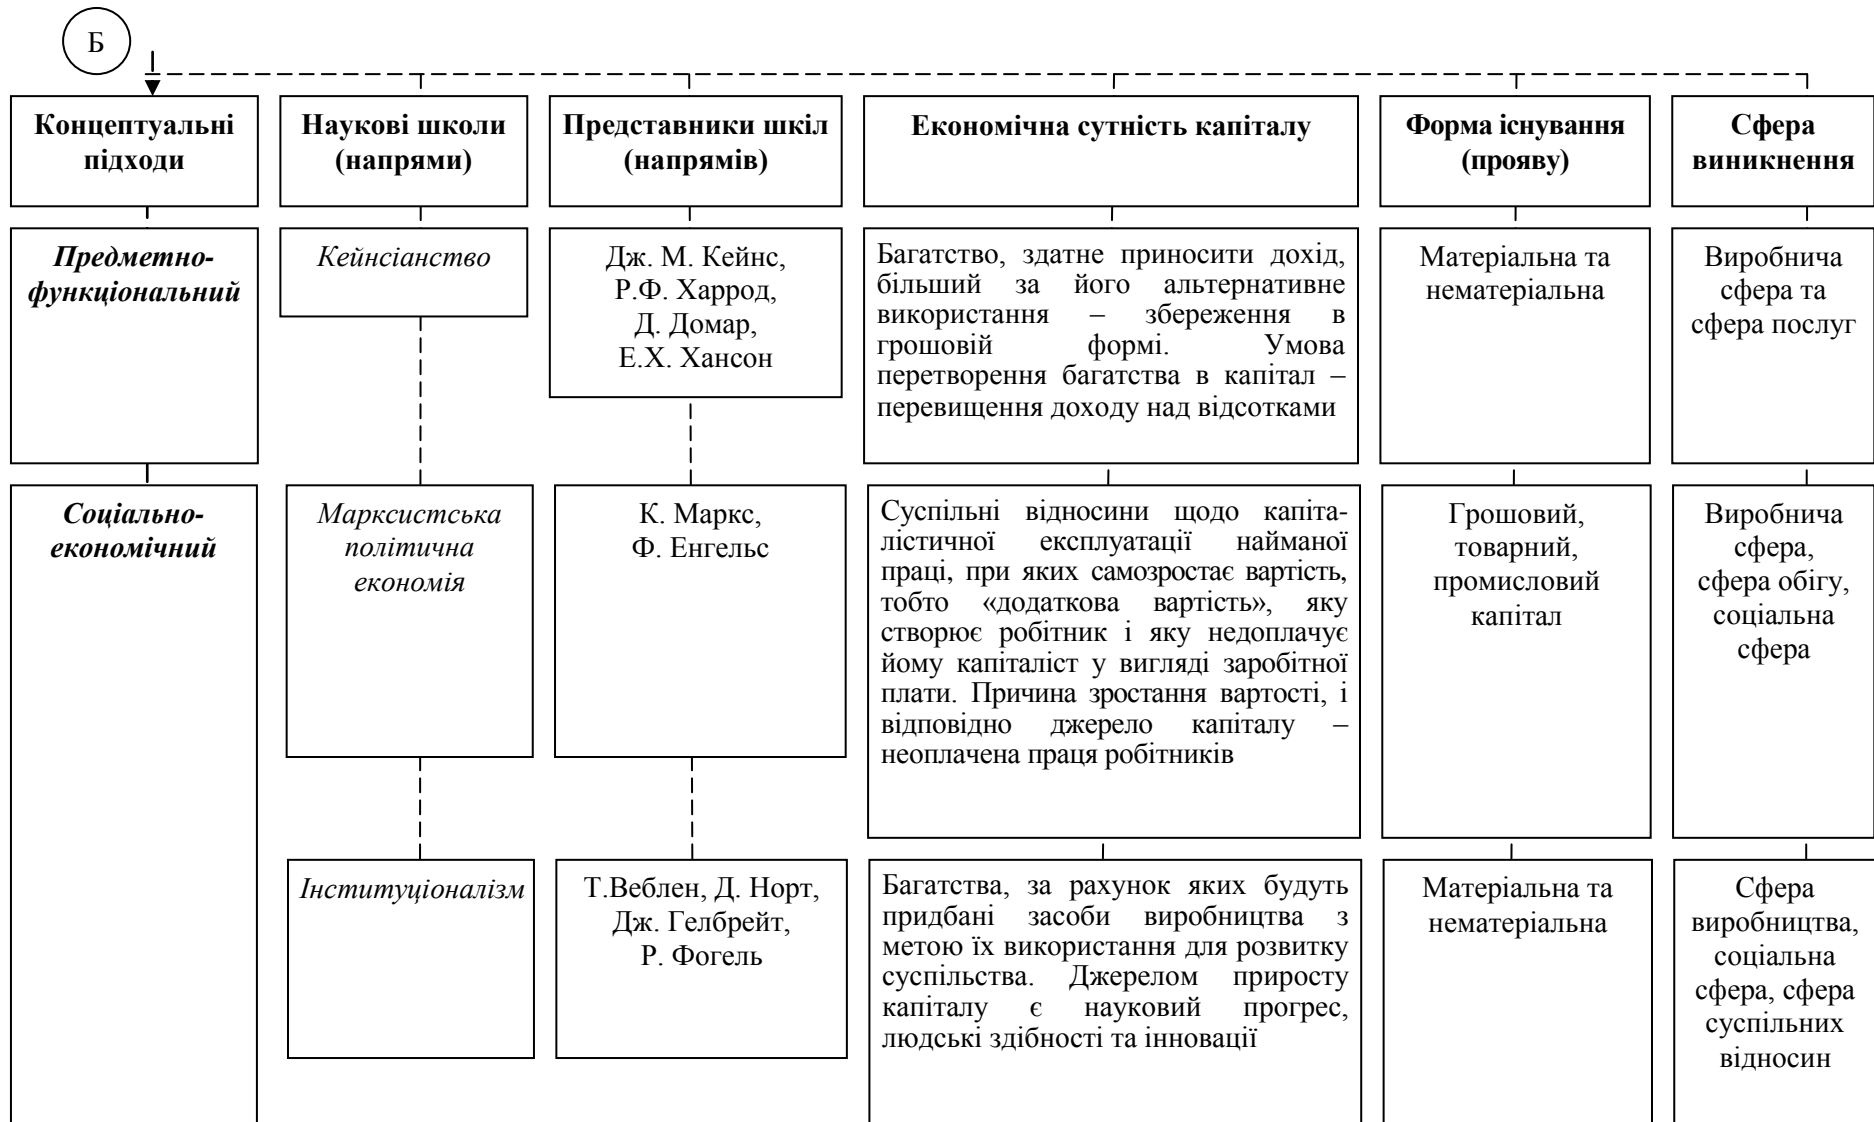 Б
Концептуальні
підходи
Наукові школи
(напрями)
Представники шкіл
(напрямів)
Економічна сутність капіталу
Форма існування
(прояву)
Сфера
виникнення
Предметно-
функціональний
Кейнсіанство
Дж. М. Кейнс,
Р.Ф. Харрод,
Д. Домар,
Е.Х. Хансон
Багатство, здатне приносити дохід,
більший за його альтернативне
використання – збереження в
грошовій формі. Умова
перетворення багатства в капітал –
перевищення доходу над відсотками
Матеріальна та
нематеріальна
Виробнича
сфера та
сфера послуг
Соціально-
економічний
Марксистська
політична
економія
К. Маркс,
Ф. Енгельс
Суспільні відносини щодо капіта-
лістичної експлуатації найманої
праці, при яких самозростає вартість,
тобто «додаткова вартість», яку
створює робітник і яку недоплачує
йому капіталіст у вигляді заробітної
плати. Причина зростання вартості, і
відповідно джерело капіталу –
неоплачена праця робітників
Грошовий,
товарний,
промисловий
капітал
Виробнича
сфера,
сфера обігу,
соціальна
сфера
Інституціоналізм
Т.Веблен, Д. Норт,
Дж. Гелбрейт,
Р. Фогель
Багатства, за рахунок яких будуть
придбані засоби виробництва з
метою їх використання для розвитку
суспільства. Джерелом приросту
капіталу є науковий прогрес,
людські здібності та інновації
Матеріальна та
нематеріальна
Сфера
виробництва,
соціальна
сфера, сфера
суспільних
відносин